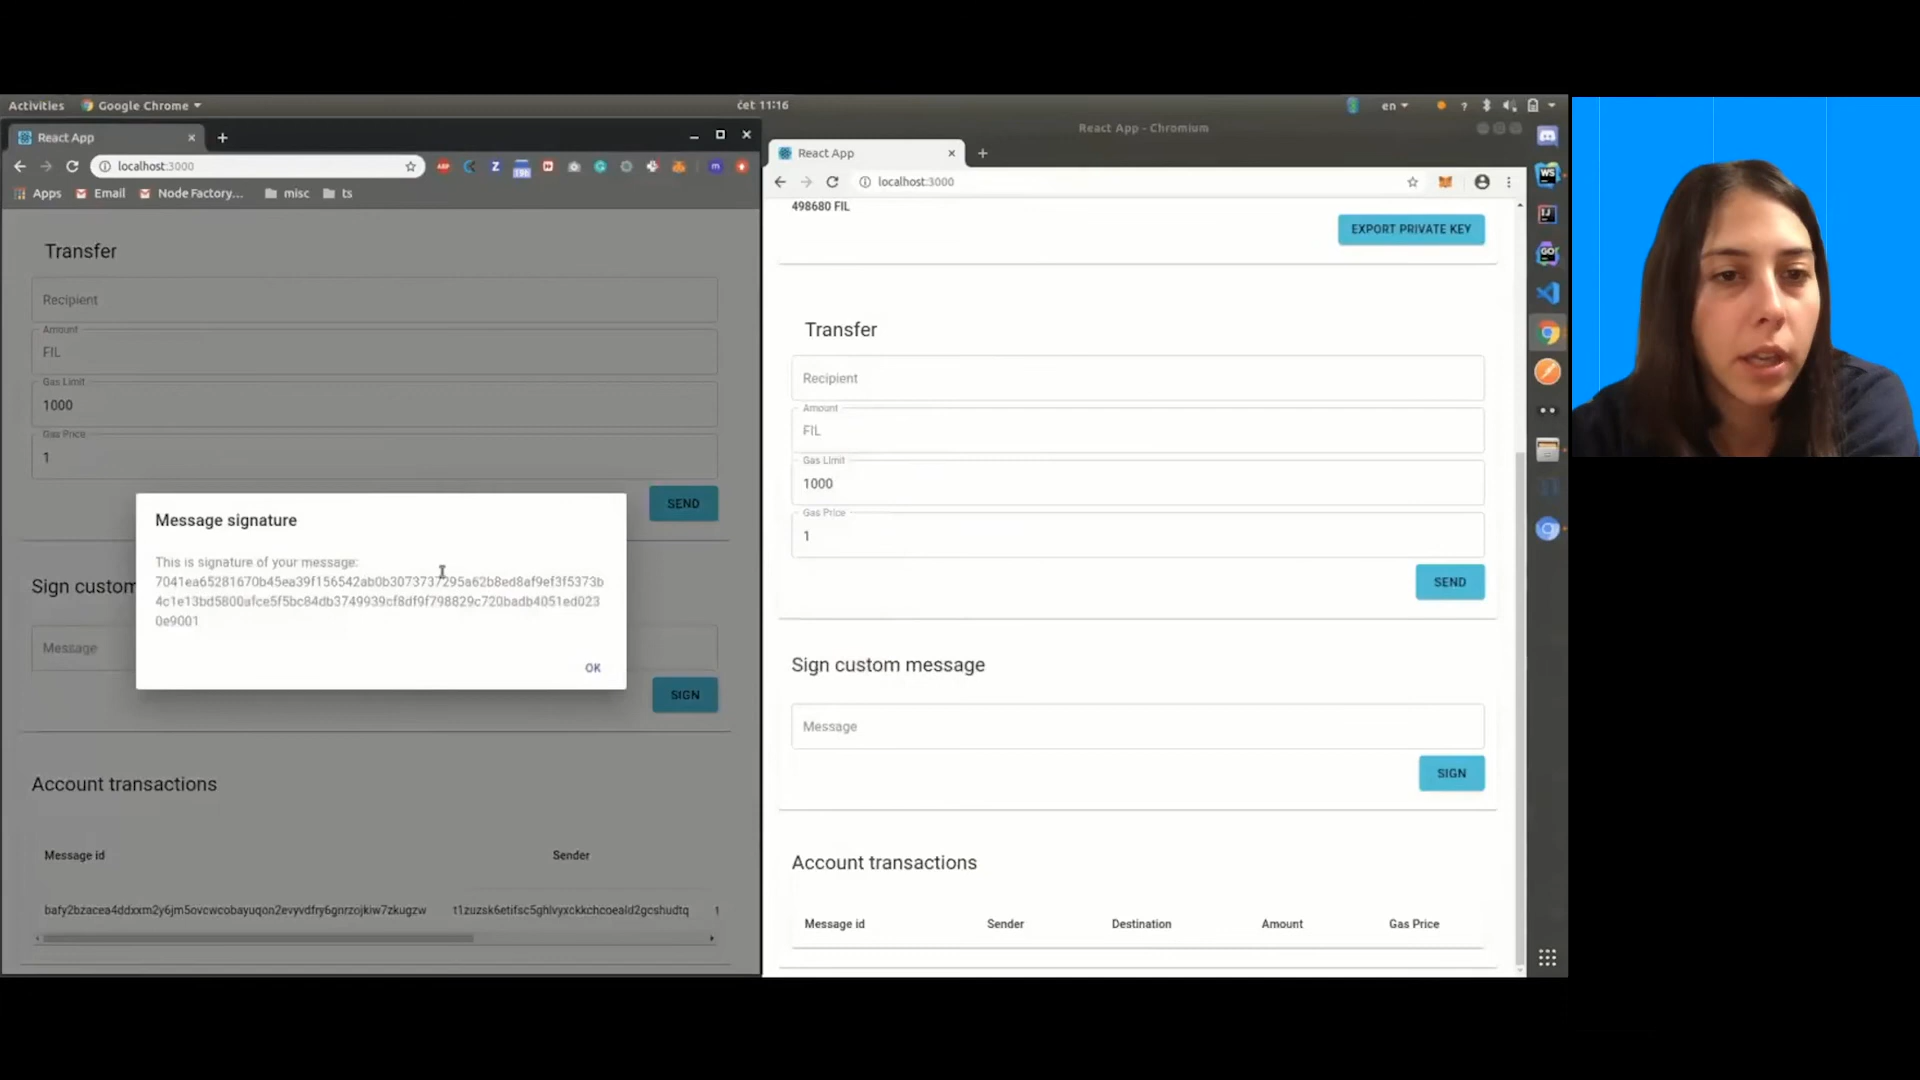 Activities
Google Chrome
čet 11:16
en
?
React App
React App - Chromium
localhost:3000
ABP
Z
m
Apps
Email
Node Factory...
misc
ts
Transfer
Recipient
Amount
FIL
Gas Limit
1000
Gas Price
1
SEND
Message signature
This is signature of your message:
7041ea65281670b45ea39f156542ab0b3073737295a62b8ed8af9ef3f5373b
4c1e13bd5800afce5f5bc84db3749939cf8df9f798829c720badb4051ed023
0e9001
OK
Sign custom
Message
SIGN
Account transactions
Message id
Sender
bafy2bzacea4ddxxm2y6jm5ovcwcobayuqon2evyvdfry6gnrzojkiw7zkugzw
t1zuzsk6etifsc5ghlvyxckkchcoeald2gcshudtq
1
React App
localhost:3000
498680 FIL
EXPORT PRIVATE KEY
Transfer
Recipient
Amount
FIL
Gas Limit
1000
Gas Price
1
SEND
Sign custom message
Message
SIGN
Account transactions
Message id
Sender
Destination
Amount
Gas Price
WS
IJ
GO